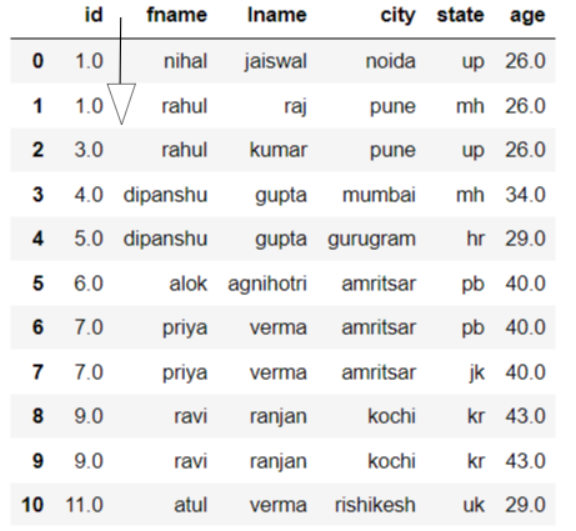 id fname lname city state age
0 1.0 nihal jaiswal noida up 26.0
1 1.0 rahul raj pune mh 26.0
2 3.0 rahul kumar pune up 26.0
3 4.0 dipanshu gupta mumbai mh 34.0
4 5.0 dipanshu gupta gurugram hr 29.0
5 6.0 alok agnihotri amritsar pb 40.0
6 7.0 priya verma amritsar pb 40.0
7 7.0 priya verma amritsar jk 40.0
8 9.0 ravi ranjan kochi kr 43.0
9 9.0 ravi ranjan kochi kr 43.0
10 11.0 atul verma rishikesh uk 29.0